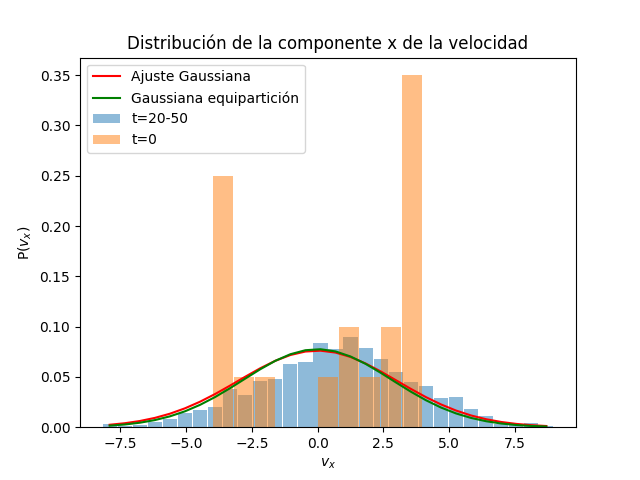 Distribución de la componente x de la velocidad
Ajuste Gaussiana
Gaussiana equipartición
t=20-50
t=0
P(vₓ)
0.35
0.30
0.25
0.20
0.15
0.10
0.05
0.00
−7.5 −5.0 −2.5 0.0 2.5 5.0 7.5
vₓ